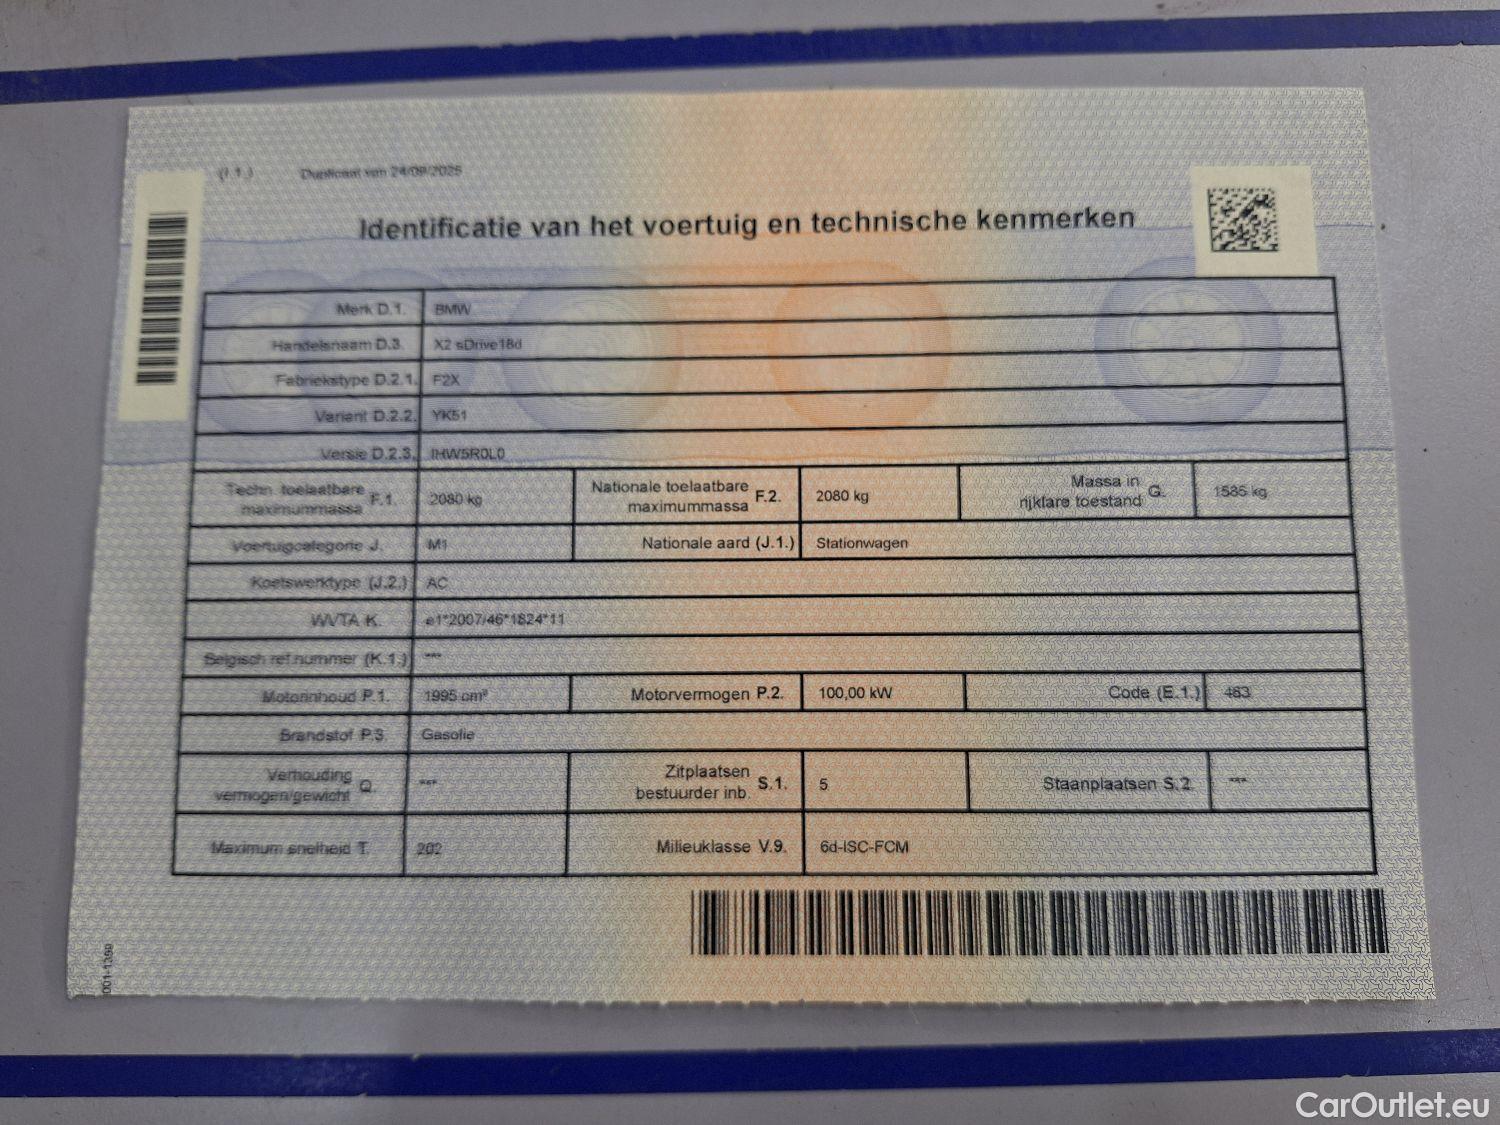 (I.1.) Duplicaat van 24/09/2025
Identificatie van het voertuig en technische kenmerken
Merk D.1. BMW
Handelsnaam D.3. X2 sDrive18d
Fabriekstype D.2.1. F2X
Variant D.2.2. YK51
Versie D.2.3. IHW5R0L0
Techn. toelaatbare maximummassa F.1. 2080 kg Nationale toelaatbare maximummassa F.2. 2080 kg Massa in rijklare toestand G. 1585 kg
Voertuigcategorie J. M1 Nationale aard (J.1.) Stationwagen
Koetswerktype (J.2.) AC
WVTA K. e1*2007/46*1824*11
Belgisch ref.nummer (K.1.) ***
Motorinhoud P.1. 1995 cm³ Motorvermogen P.2. 100,00 kW Code (E.1.) 463
Brandstof P.3. Gasolie
Verhouding vermogen/gewicht Q. *** Zitplaatsen bestuurder inb. S.1. 5 Staanplaatsen S.2. ***
Maximum snelheid T. 202 Milieuklasse V.9. 6d-ISC-FCM
CarOutlet.eu